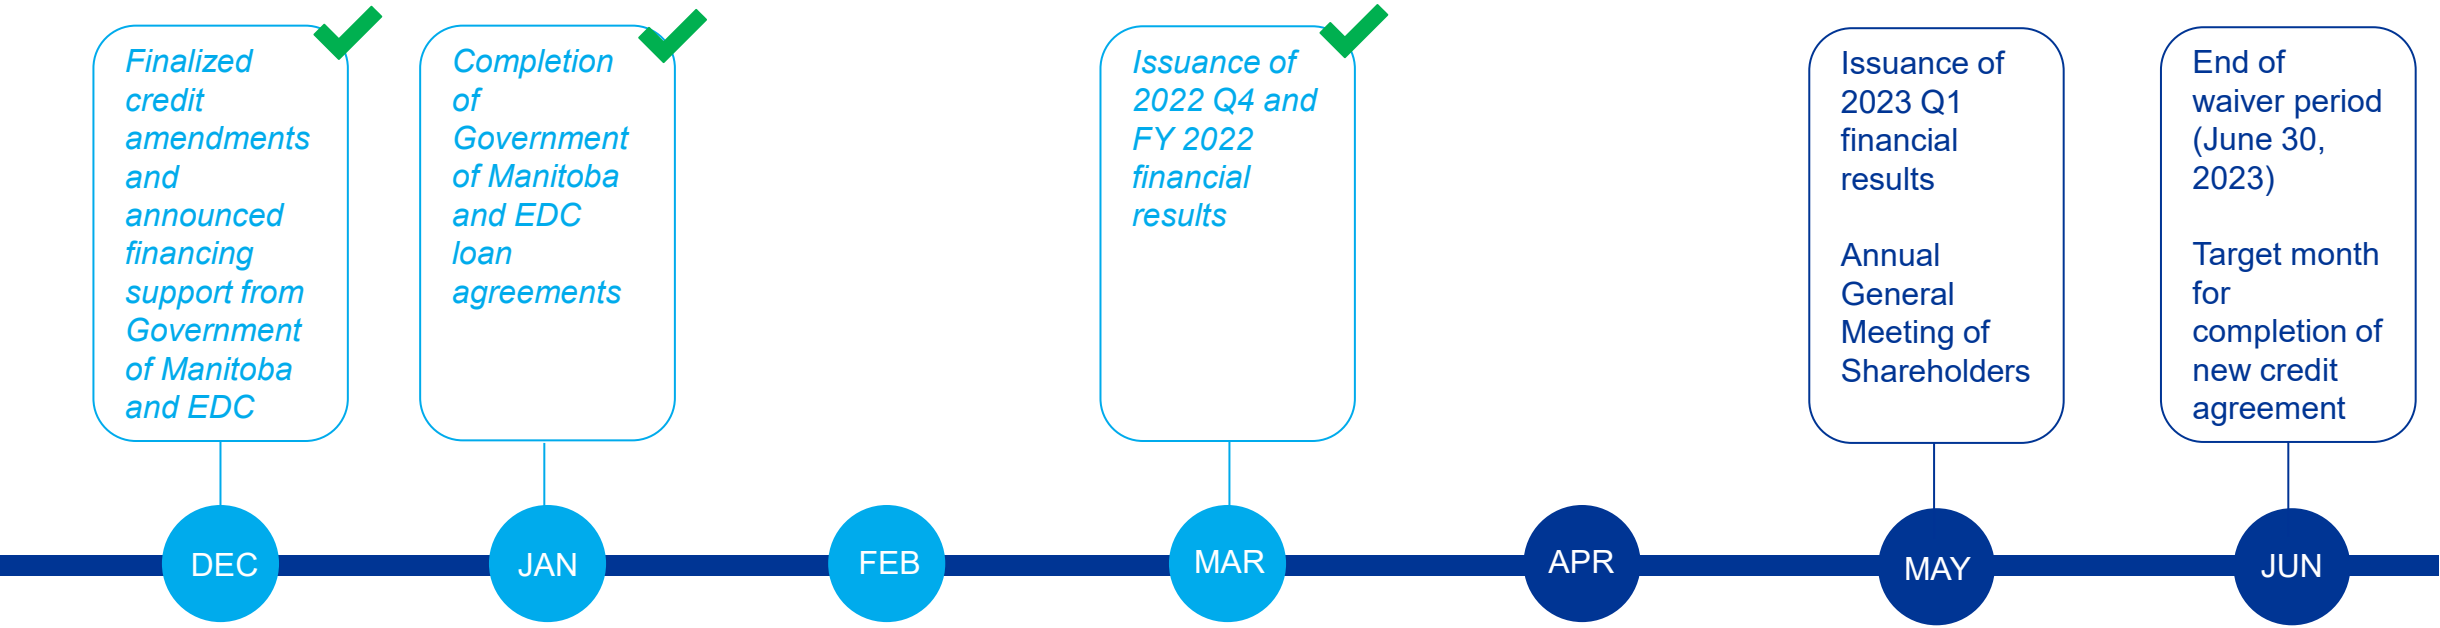 Finalized
credit
amendments
and
announced
financing
support from
Government
of Manitoba
and EDC
Completion
of
Government
of Manitoba
and EDC
loan
agreements
Issuance of
2022 Q4 and
FY 2022
financial
results
Issuance of
2023 Q1
financial
results
Annual
General
Meeting of
Shareholders
End of
waiver period
(June 30,
2023)
Target month
for
completion of
new credit
agreement
DEC
JAN
FEB
MAR
APR
MAY
JUN